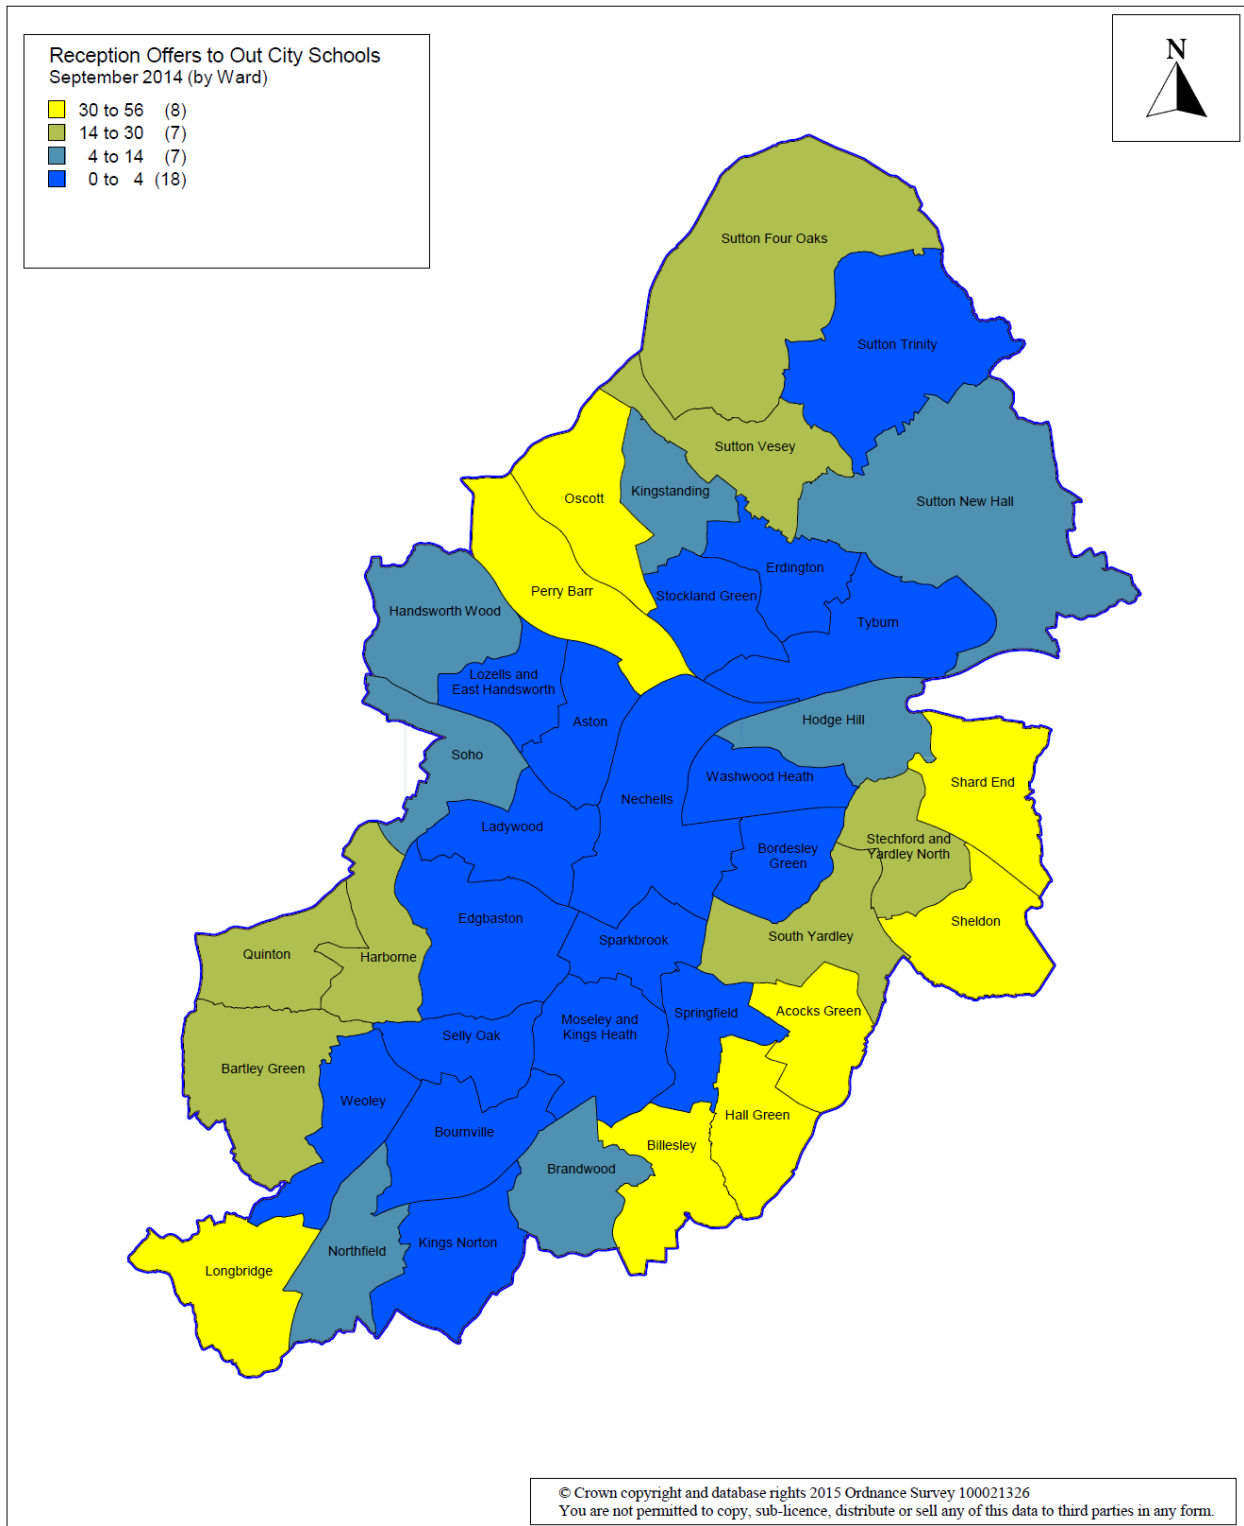 Reception Offers to Out City Schools
September 2014 (by Ward)
30 to 56 (8)
14 to 30 (7)
4 to 14 (7)
0 to 4 (18)
N
Sutton Four Oaks
Sutton Trinity
Sutton Vesey
Oscott
Kingstanding
Sutton New Hall
Erdington
Perry Barr
Stockland Green
Handsworth Wood
Tyburn
Lozells and
East Handsworth
Aston
Hodge Hill
Soho
Washwood Heath
Shard End
Nechells
Ladywood
Stechford and
Yardley North
Bordesley
Green
Edgbaston
Sheldon
Sparkbrook
South Yardley
Quinton
Harborne
Acocks Green
Springfield
Moseley and
Kings Heath
Selly Oak
Bartley Green
Weoley
Hall Green
Bournville
Billesley
Brandwood
Kings Norton
Northfield
Longbridge
© Crown copyright and database rights 2015 Ordnance Survey 100021326
You are not permitted to copy, sub-licence, distribute or sell any of this data to third parties in any form.